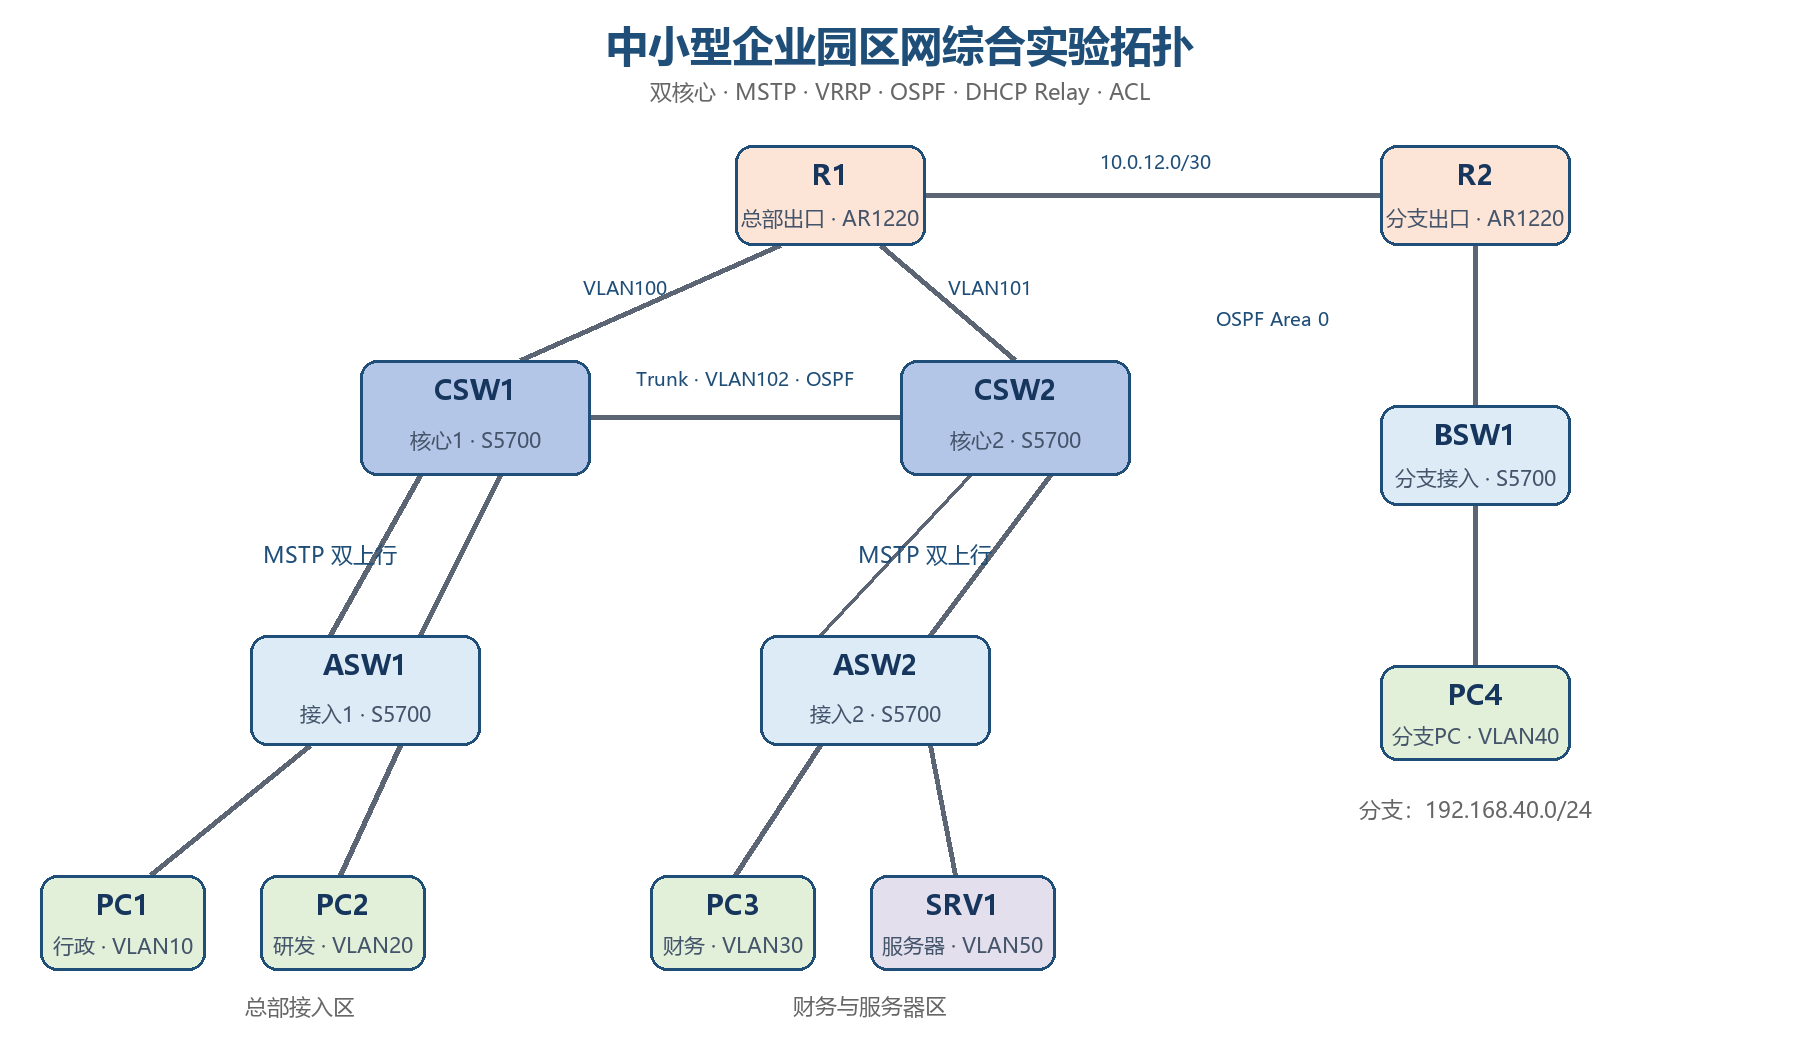 中小型企业园区网综合实验拓扑
双核心 · MSTP · VRRP · OSPF · DHCP Relay · ACL
R1
总部出口 · AR1220
10.0.12.0/30
R2
分支出口 · AR1220
VLAN100
VLAN101
OSPF Area 0
CSW1
核心1 · S5700
Trunk · VLAN102 · OSPF
CSW2
核心2 · S5700
BSW1
分支接入 · S5700
MSTP 双上行
MSTP 双上行
ASW1
接入1 · S5700
ASW2
接入2 · S5700
PC4
分支PC · VLAN40
分支：192.168.40.0/24
PC1
行政 · VLAN10
PC2
研发 · VLAN20
PC3
财务 · VLAN30
SRV1
服务器 · VLAN50
总部接入区
财务与服务器区